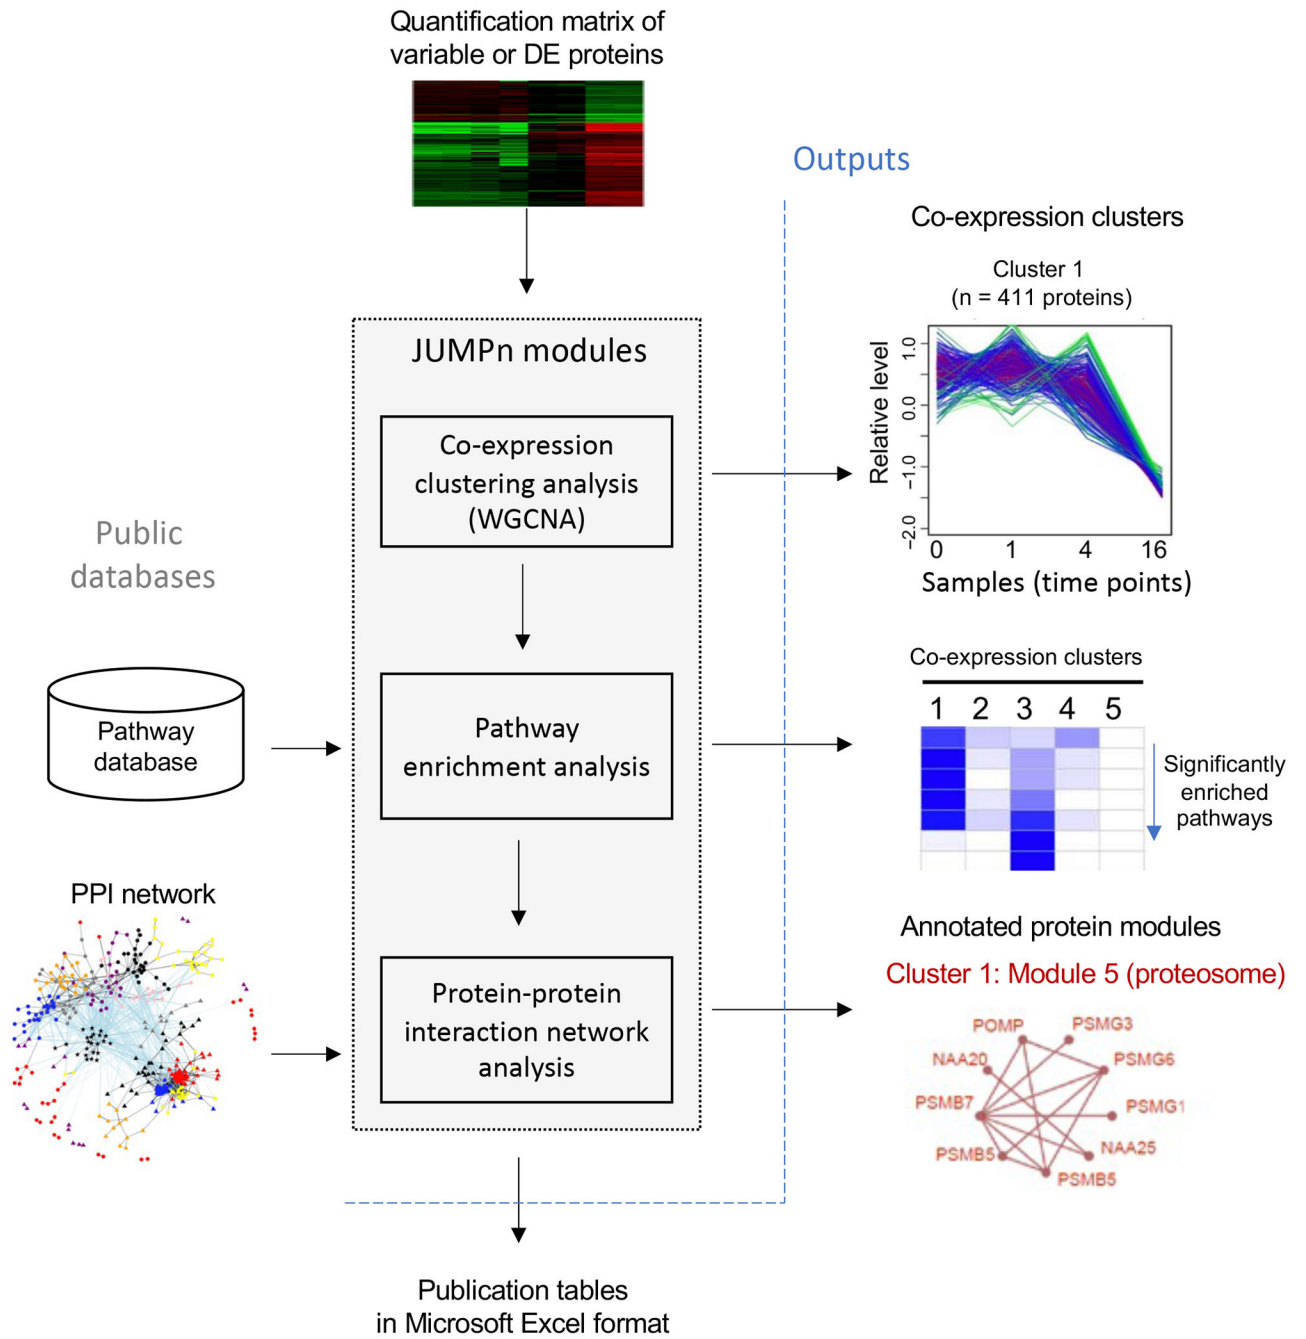 Quantification matrix of
variable or DE proteins
Outputs
JUMPn modules
Co-expression
clustering analysis
(WGCNA)
Pathway
enrichment analysis
Protein-protein
interaction network
analysis
Public
databases
Pathway
database
PPI network
Co-expression clusters
Cluster 1
(n = 411 proteins)
Relative level
1.0
0.0
−1.0
−2.0
0 1 4 16
Samples (time points)
Co-expression clusters
1 2 3 4 5
Significantly
enriched
pathways
Annotated protein modules
Cluster 1: Module 5 (proteosome)
POMP PSMG3
NAA20 PSMG6
PSMB7 PSMG1
PSMB5 NAA25
PSMB5
Publication tables
in Microsoft Excel format